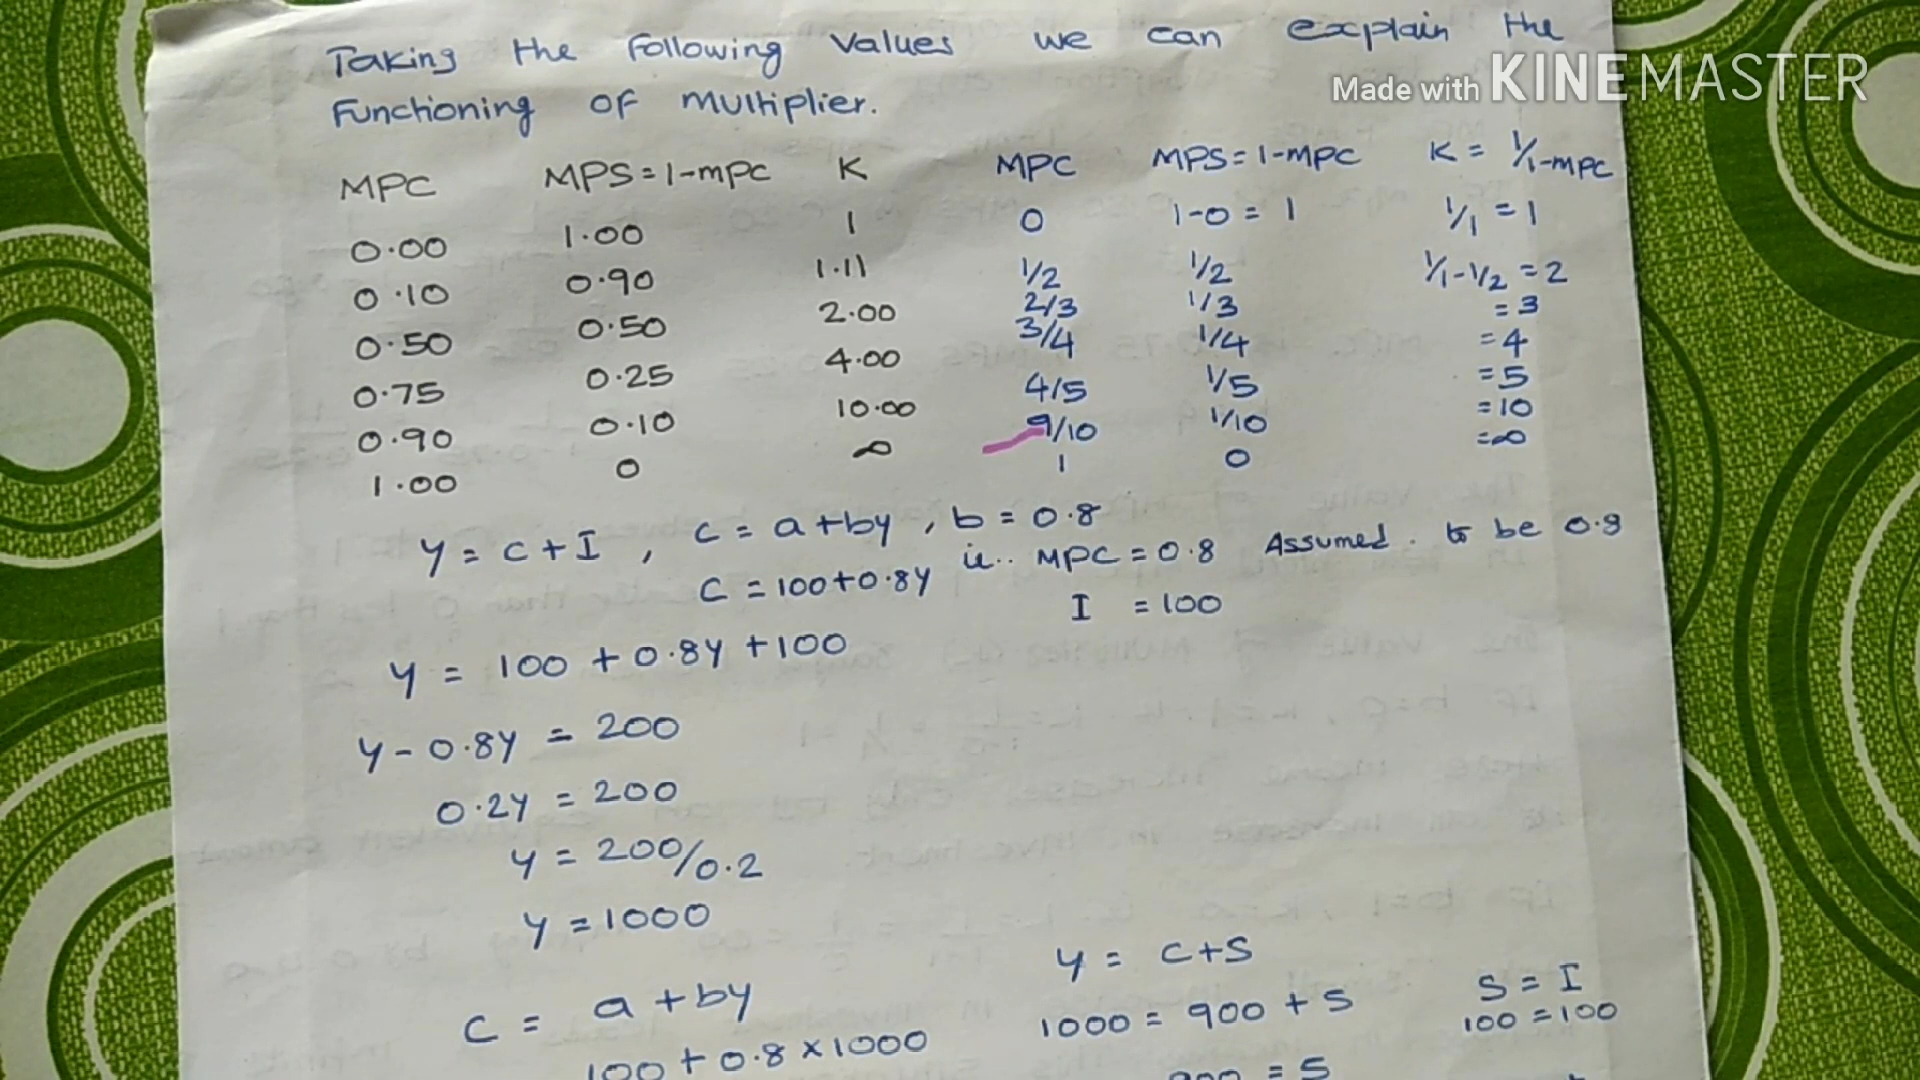 Taking the following values we can explain the
Made with KINEMASTER
Functioning of multiplier.
MPC MPS = 1-mpc K MPC MPS = 1-MPC K = 1/1-mpc
0.00 1.00 1 0 1-0 = 1 1/1 = 1
0.10 0.90 1.11 1/2 1/2 1/1-1/2 = 2
0.50 0.50 2.00 2/3 1/3 = 3
0.75 0.25 4.00 3/4 1/4 = 4
0.90 0.10 10.00 4/5 1/5 = 5
1.00 0 ∞ 9/10 1/10 = 10
1 0 = ∞
y = c + I , c = a + by , b = 0.8
C = 100 + 0.8y ie.. MPC = 0.8 Assumed. to be 0.8
I = 100
y = 100 + 0.8y + 100
y - 0.8y = 200
0.2y = 200
y = 200/0.2
y = 1000
C = a + by y = C + S S = I
100 + 0.8 x 1000 1000 = 900 + S 100 = 100
= S